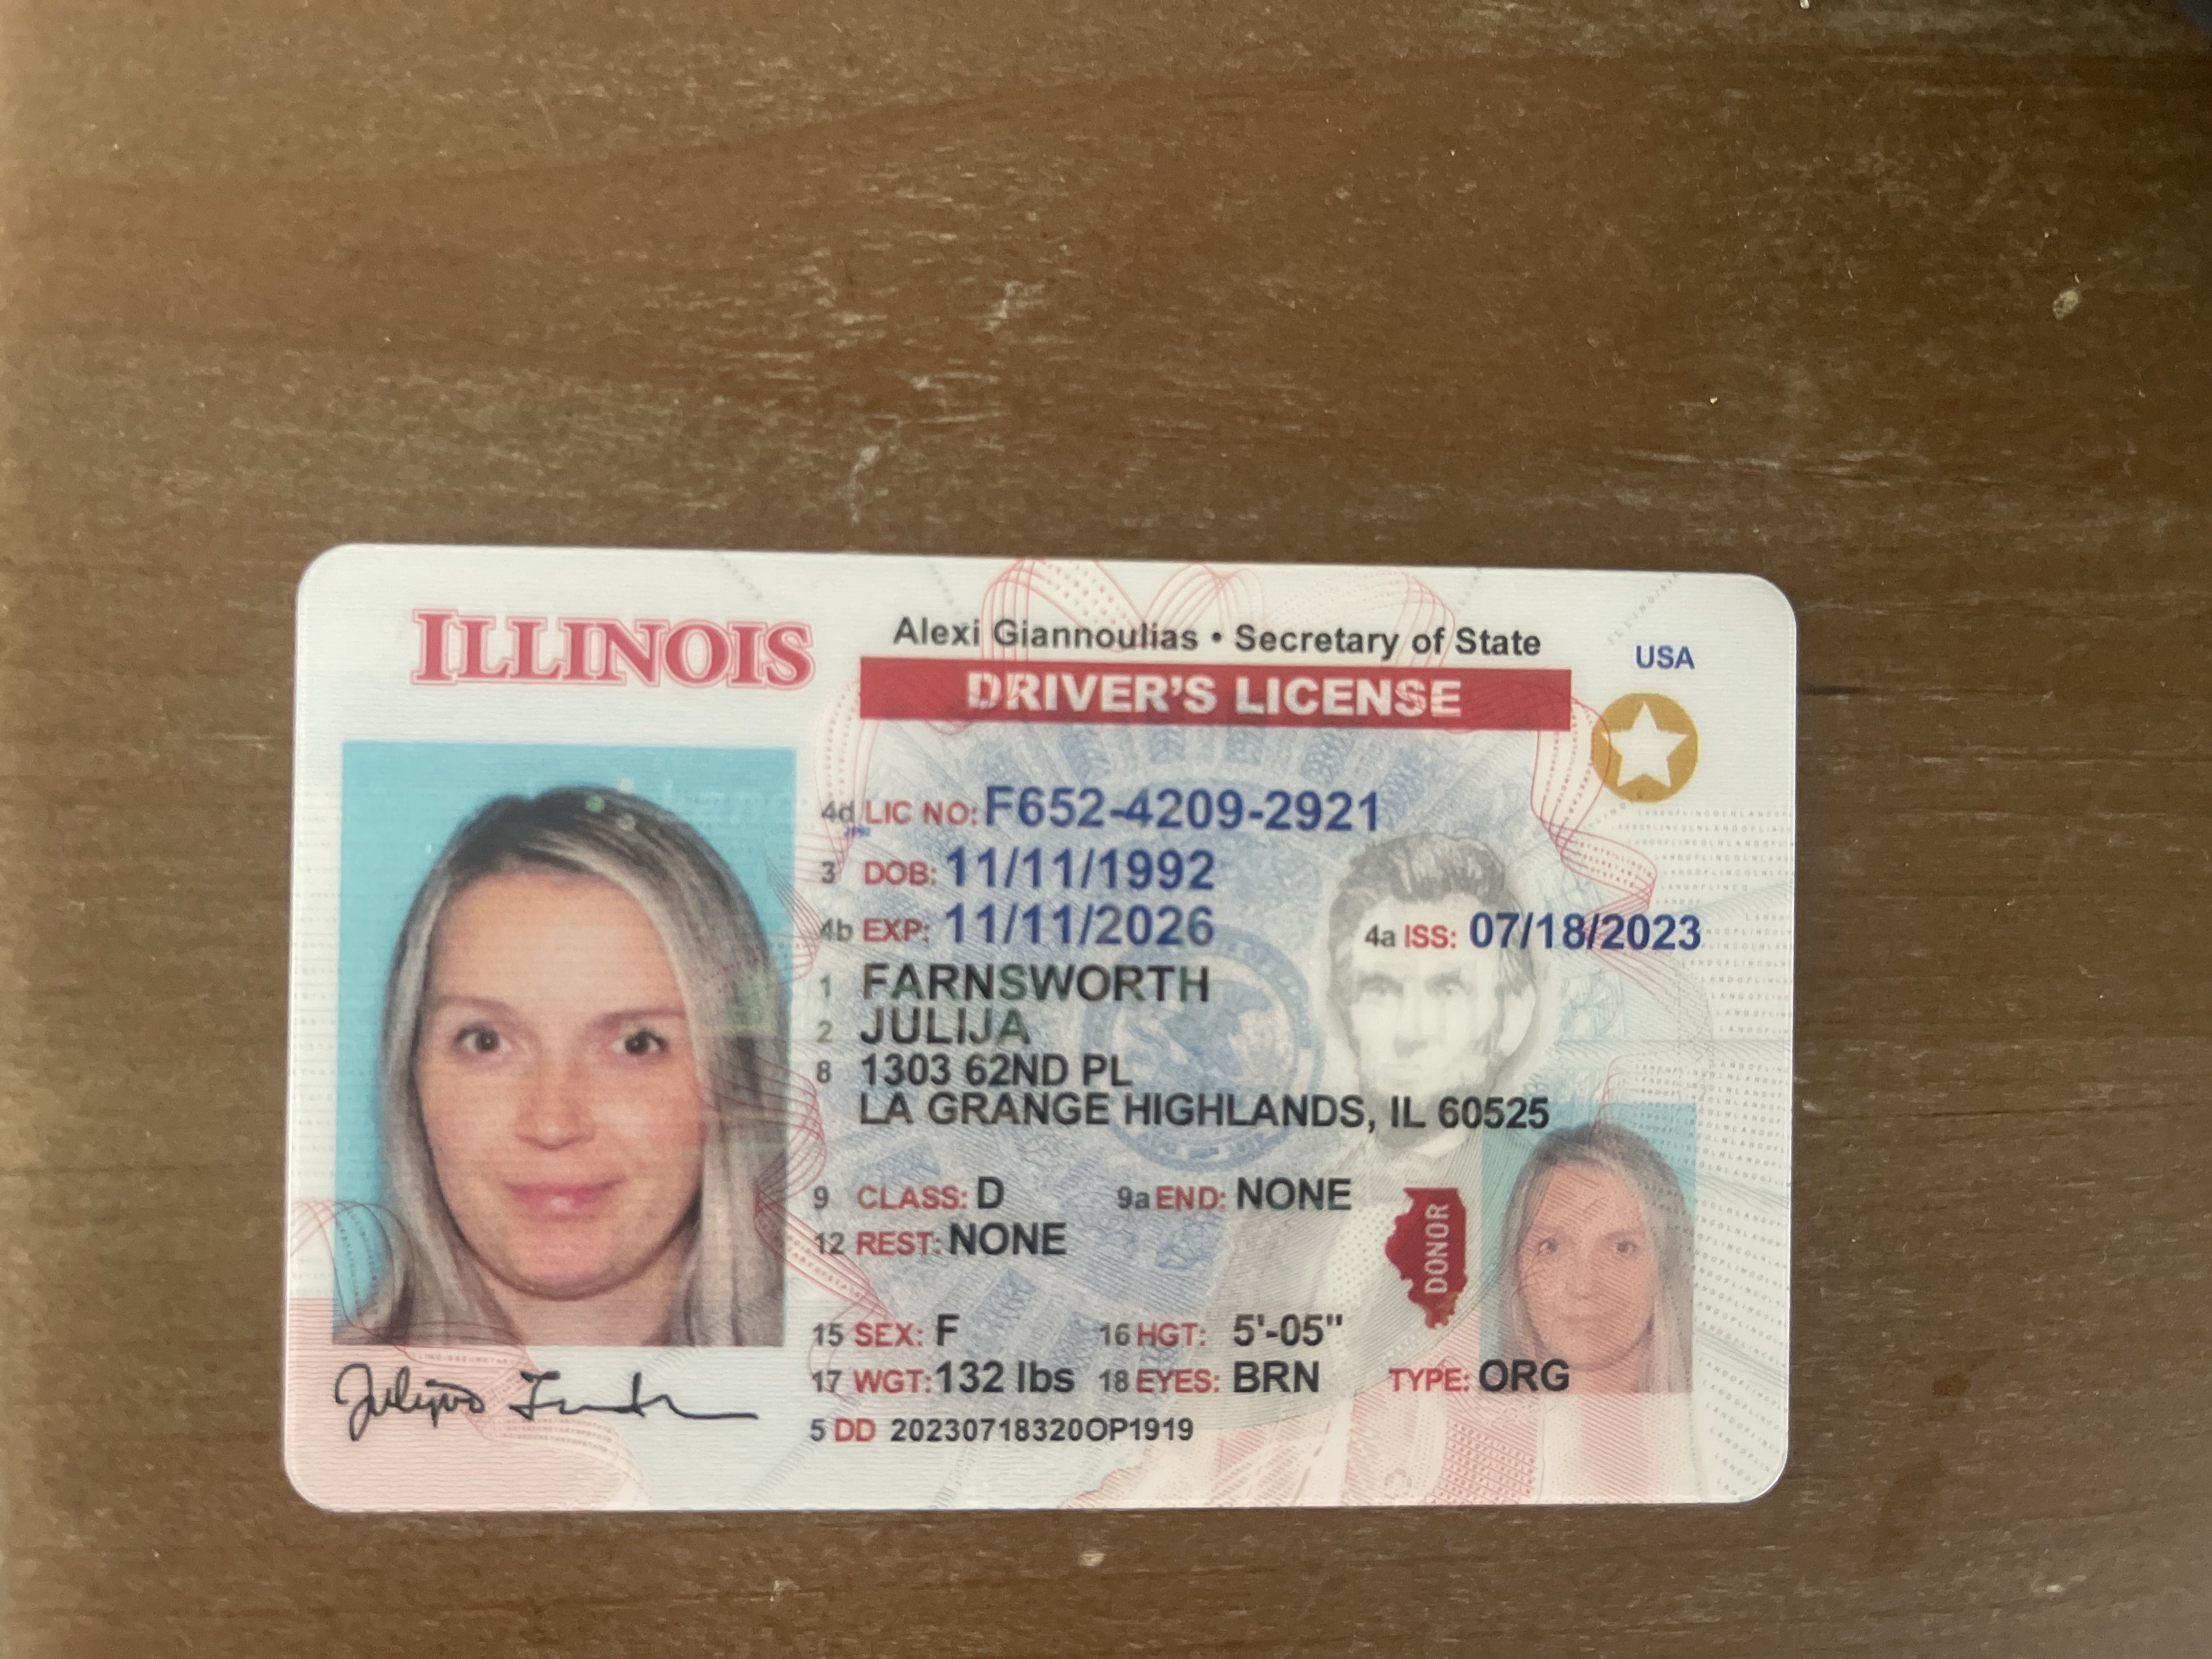 ILLINOIS
Alexi Giannoulias • Secretary of State
USA
DRIVER'S LICENSE
4d LIC NO: F652-4209-2921
3 DOB: 11/11/1992
4b EXP: 11/11/2026
4a ISS: 07/18/2023
1 FARNSWORTH
2 JULIJA
8 1303 62ND PL
LA GRANGE HIGHLANDS, IL 60525
9 CLASS: D
9a END: NONE
12 REST: NONE
DONOR
15 SEX: F
16 HGT: 5'-05"
17 WGT: 132 lbs
18 EYES: BRN
TYPE: ORG
5 DD 20230718320OP1919